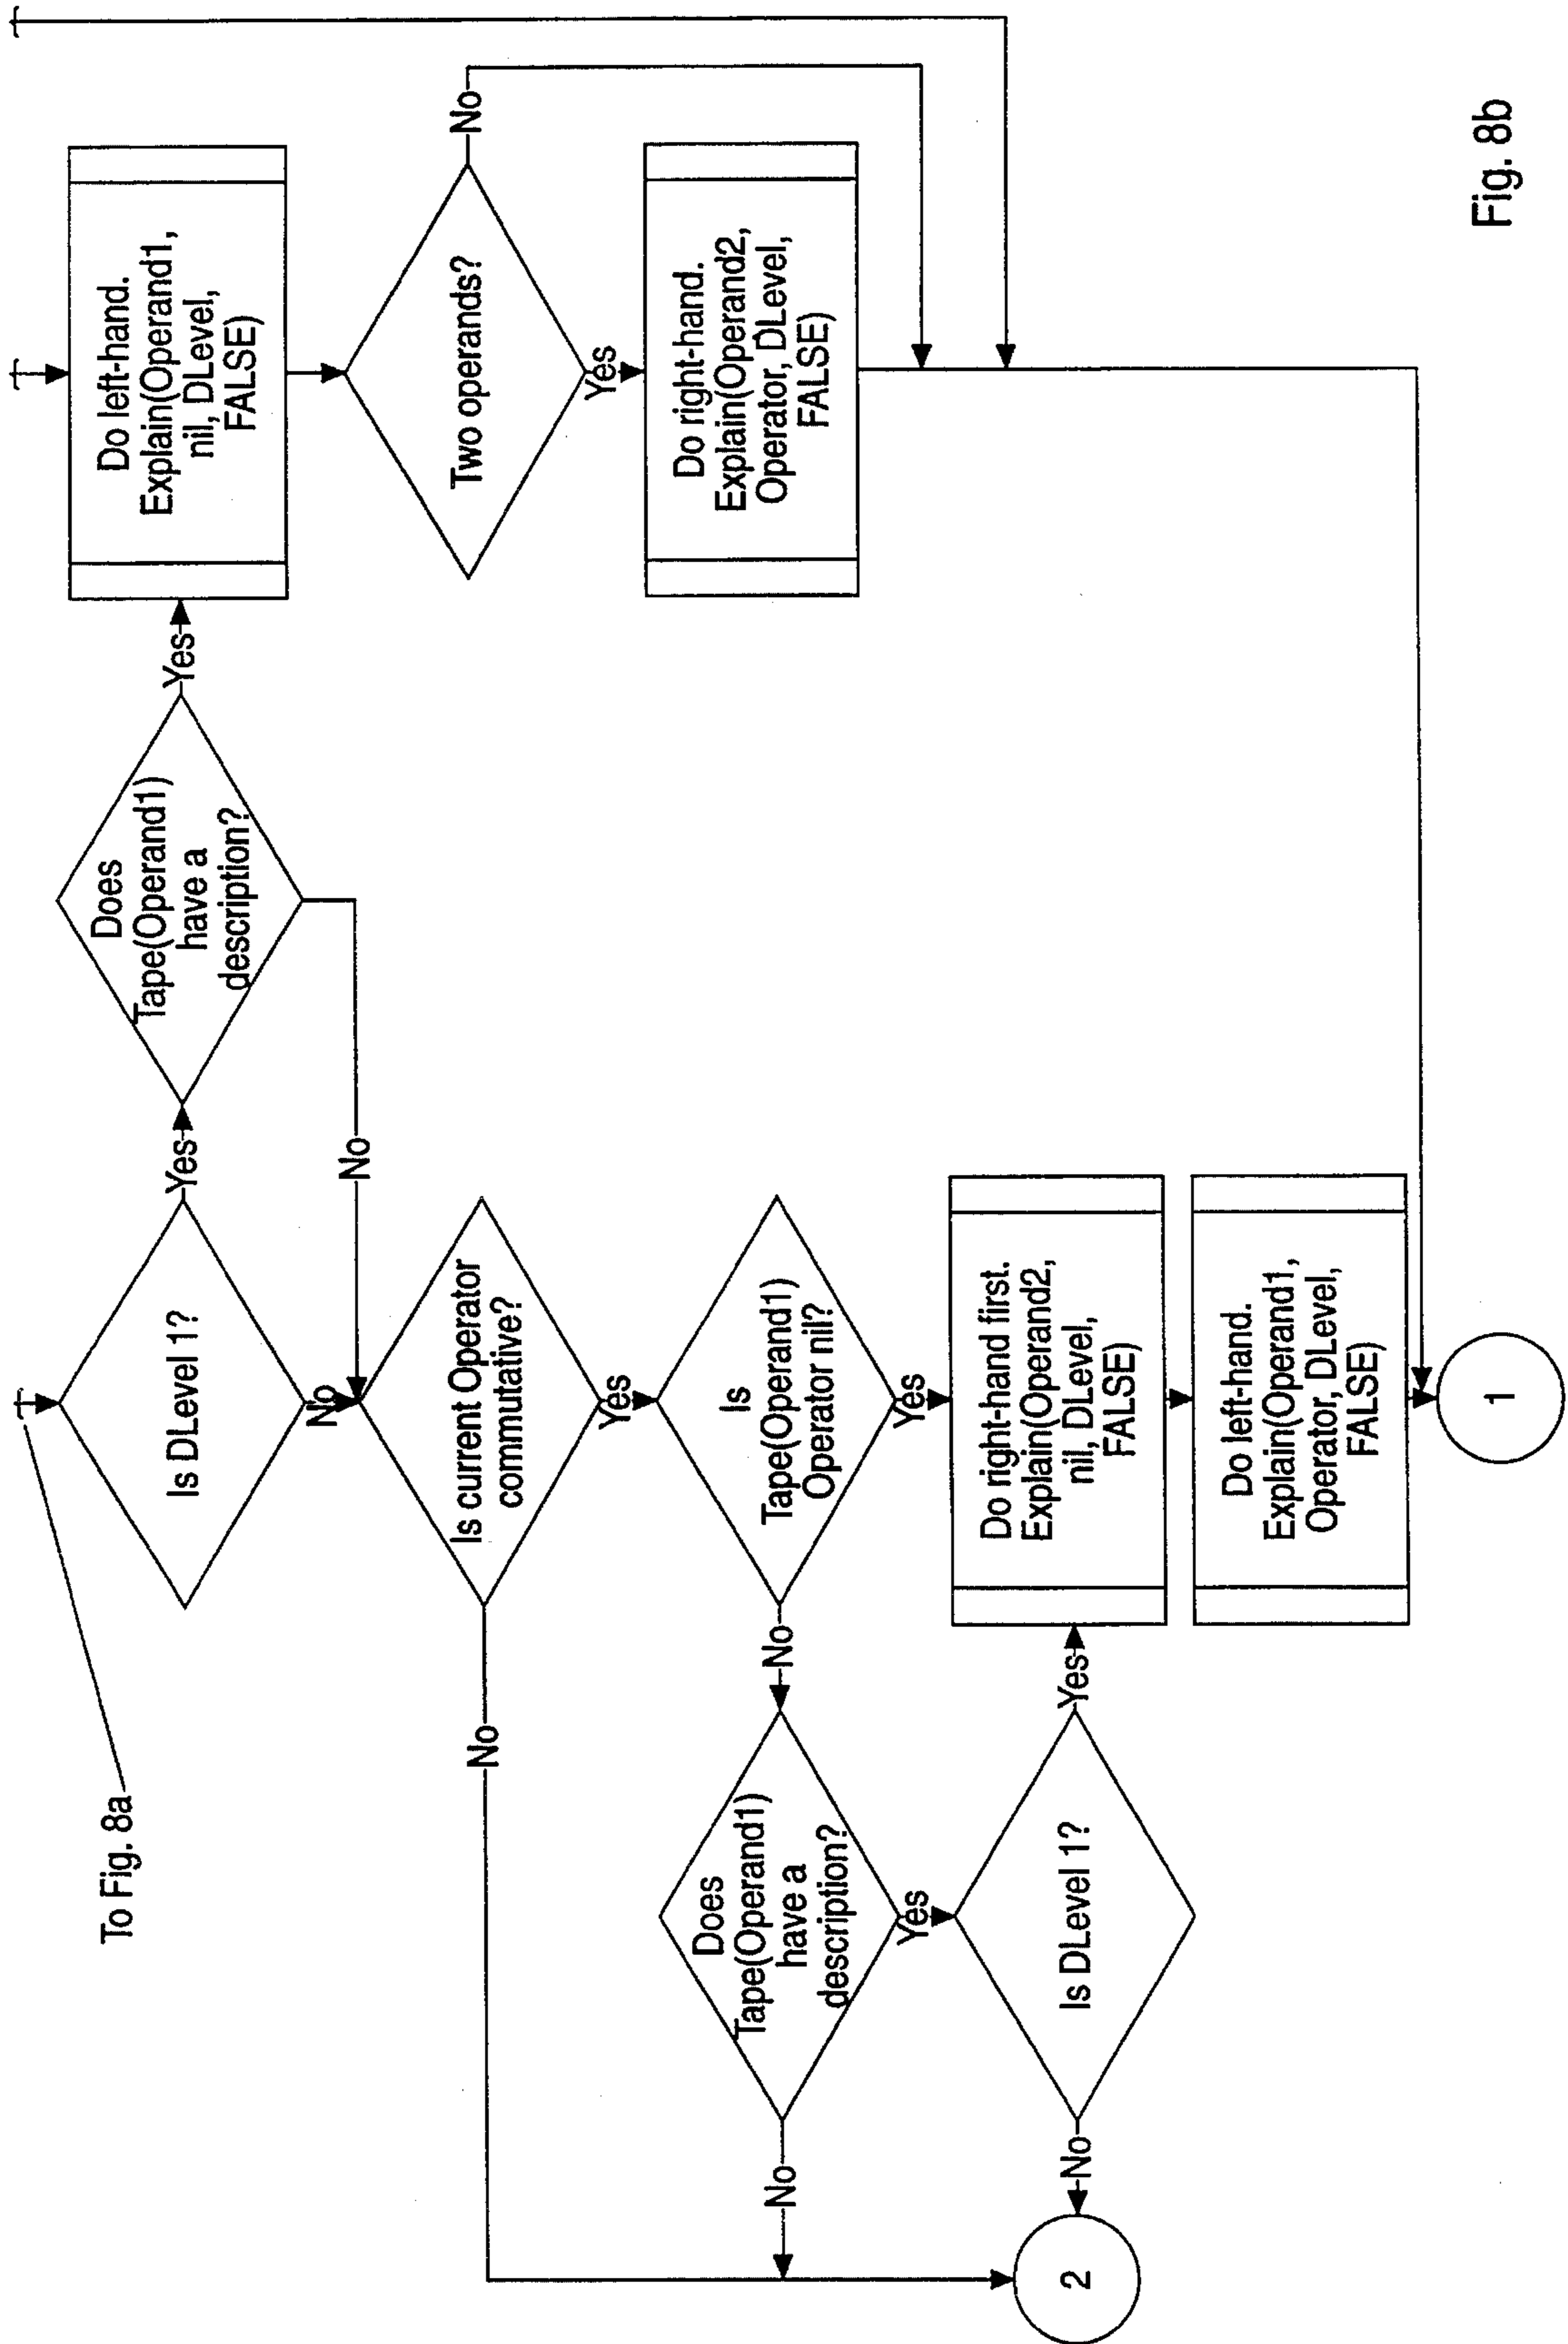 To Fig. 8a
Is DLevel 1?
Yes
No
Does
Tape(Operand1)
have a
description?
Yes
No
Do left-hand.
Explain(Operand1,
nil, DLevel,
FALSE)
Two operands?
No
Yes
Do right-hand.
Explain(Operand2,
Operator, DLevel,
FALSE)
Is current Operator
commutative?
No
Yes
Is
Tape(Operand1)
Operator nil?
No
Yes
Does
Tape(Operand1)
have a
description?
No
Yes
Is DLevel 1?
No
Yes
Do right-hand first.
Explain(Operand2,
nil, DLevel,
FALSE)
Do left-hand.
Explain(Operand1,
Operator, DLevel,
FALSE)
2
1
Fig. 8b